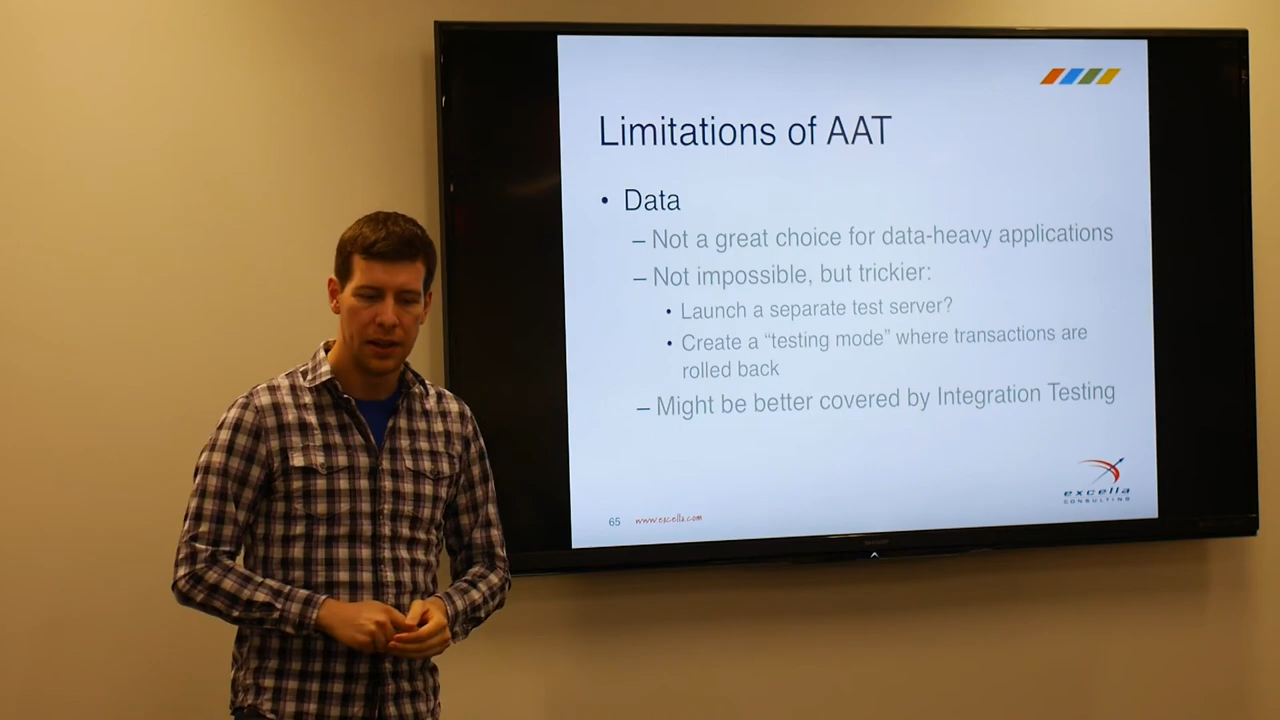 Limitations of AAT
• Data
– Not a great choice for data-heavy applications
– Not impossible, but trickier:
• Launch a separate test server?
• Create a “testing mode” where transactions are
rolled back
– Might be better covered by Integration Testing
excella
CONSULTING
65 www.excella.com
SHARP